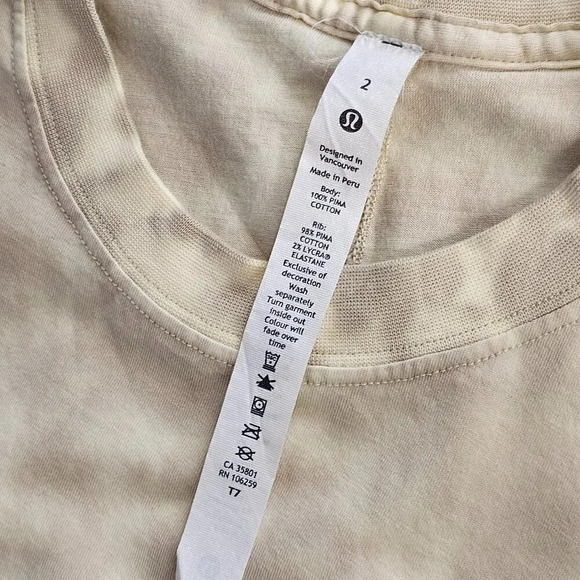 2
Designed in
Vancouver
Made in Peru
Body:
100% PIMA
COTTON
Rib:
98% PIMA
COTTON
2% LYCRA®
ELASTANE
Exclusive of
decoration
Wash
separately
Turn garment
inside out
Colour will
fade over
time
CA 35801
RN 106259
T7